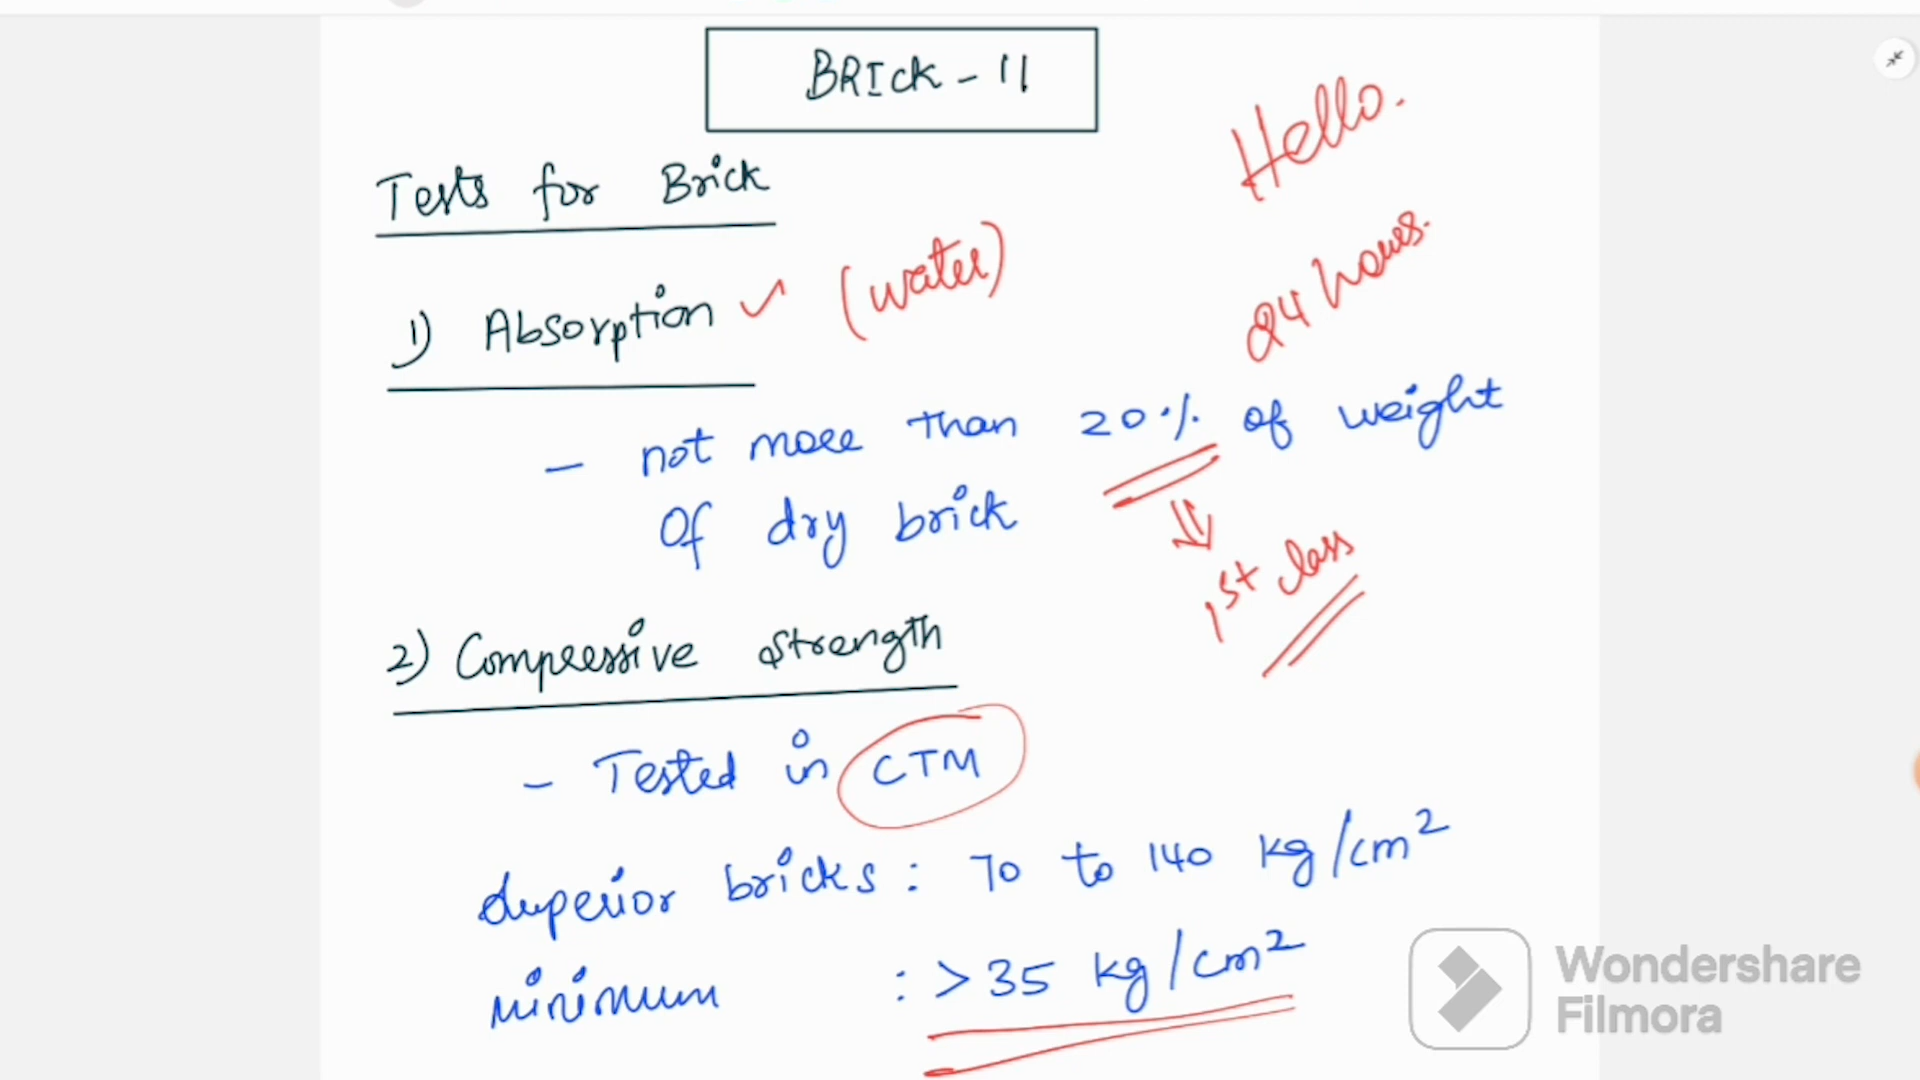 BRICK - II
Hello.
Tests for Brick
1) Absorption ✓ (water)
24 hours.
- not more than 20% of weight
Of dry brick
⇓
1st class
2) Compressive strength
- Tested in CTM
superior bricks : 70 to 140 kg/cm²
minimum : > 35 kg/cm²
Wondershare
Filmora